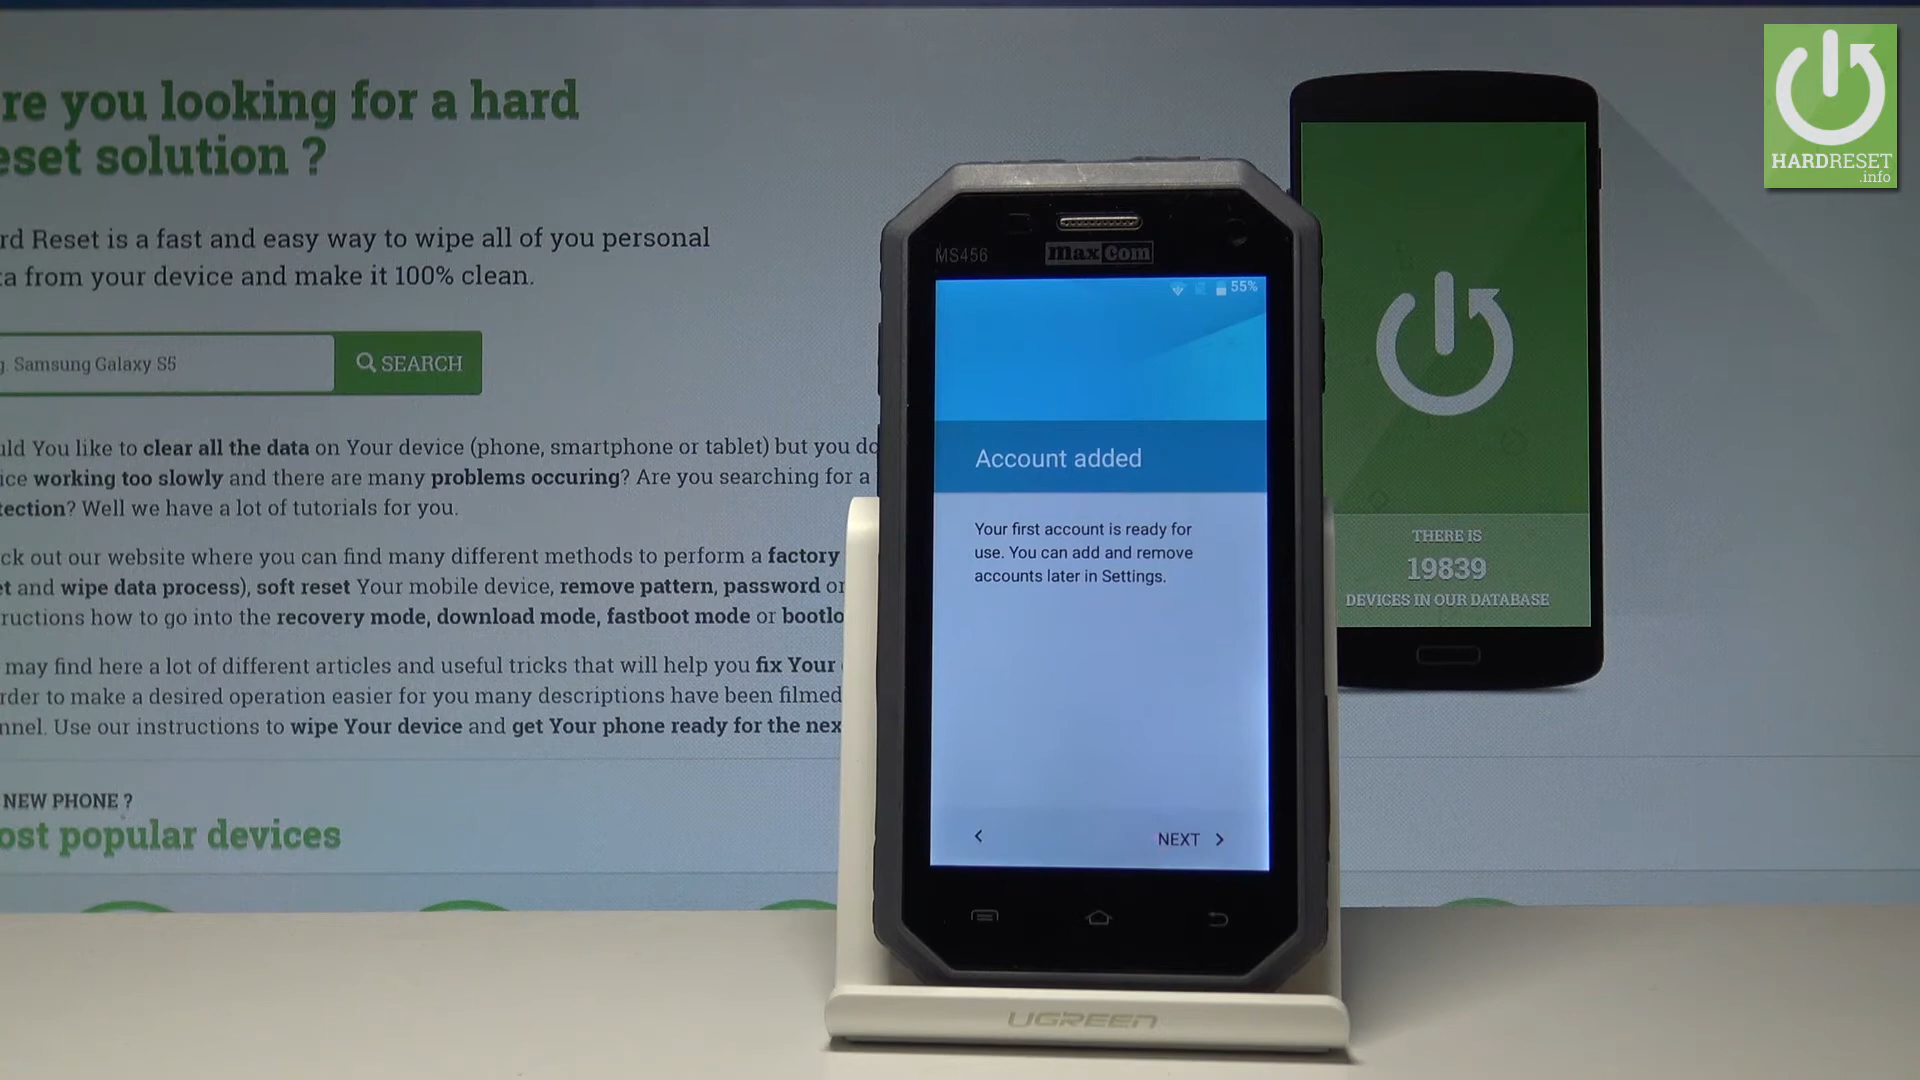 re you looking for a hard
eset solution ?
rd Reset is a fast and easy way to wipe all of you personal
a from your device and make it 100% clean.
g. Samsung Galaxy S5
SEARCH
uld You like to clear all the data on Your device (phone, smartphone or tablet) but you do
ice working too slowly and there are many problems occuring? Are you searching for a
tection? Well we have a lot of tutorials for you.
ck out our website where you can find many different methods to perform a factory
et and wipe data process), soft reset Your mobile device, remove pattern, password or
ructions how to go into the recovery mode, download mode, fastboot mode or bootlo
may find here a lot of different articles and useful tricks that will help you fix Your
rder to make a desired operation easier for you many descriptions have been filmed
nnel. Use our instructions to wipe Your device and get Your phone ready for the nex
NEW PHONE ?
ost popular devices
MS456
maxcom
55%
Account added
Your first account is ready for
use. You can add and remove
accounts later in Settings.
NEXT
UGREEN
THERE IS
19839
DEVICES IN OUR DATABASE
HARDRESET
.info